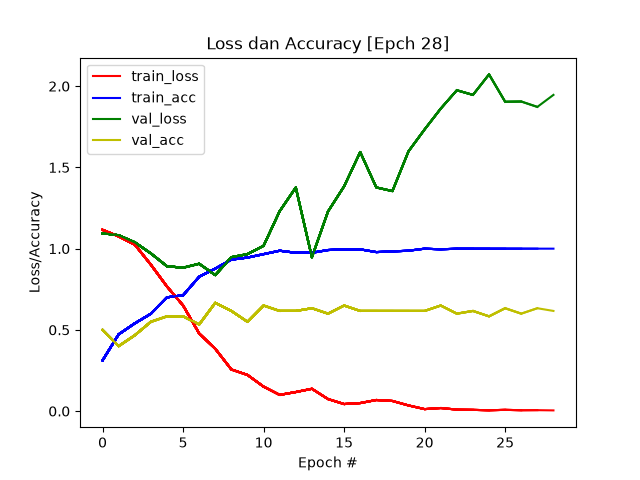 Loss dan Accuracy [Epch 28]
train_loss
train_acc
val_loss
val_acc
Loss/Accuracy
2.0
1.5
1.0
0.5
0.0
0 5 10 15 20 25
Epoch #